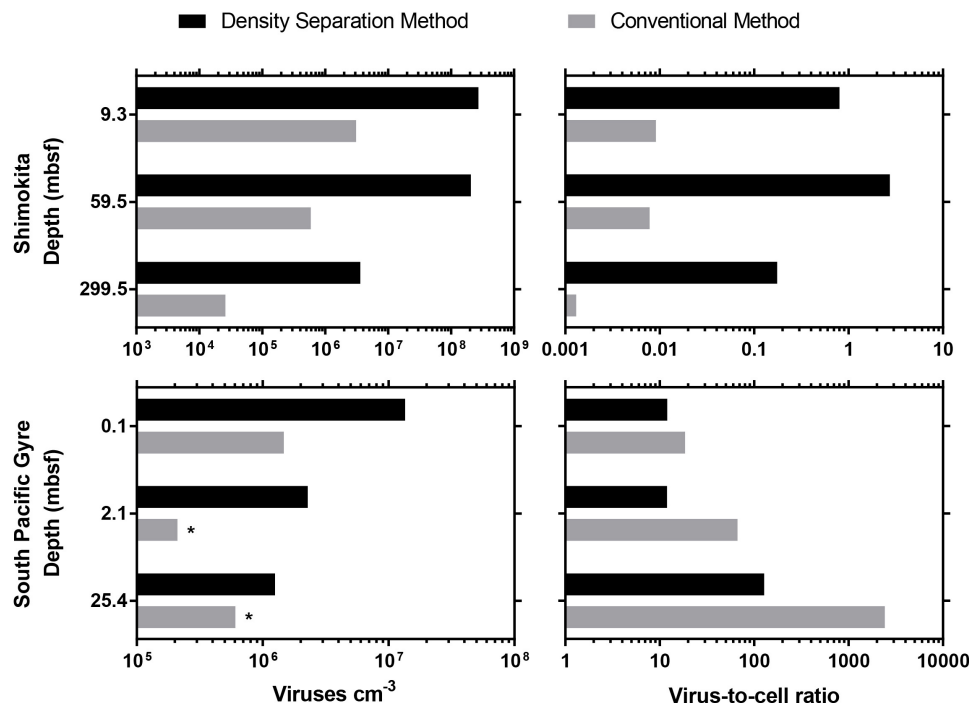 Density Separation Method
Conventional Method
Shimokita
Depth (mbsf)
9.3
59.5
299.5
10³ 10⁴ 10⁵ 10⁶ 10⁷ 10⁸ 10⁹
0.001 0.01 0.1 1 10
South Pacific Gyre
Depth (mbsf)
0.1
2.1
*
25.4
*
10⁵ 10⁶ 10⁷ 10⁸
1 10 100 1000 10000
Viruses cm⁻³
Virus-to-cell ratio